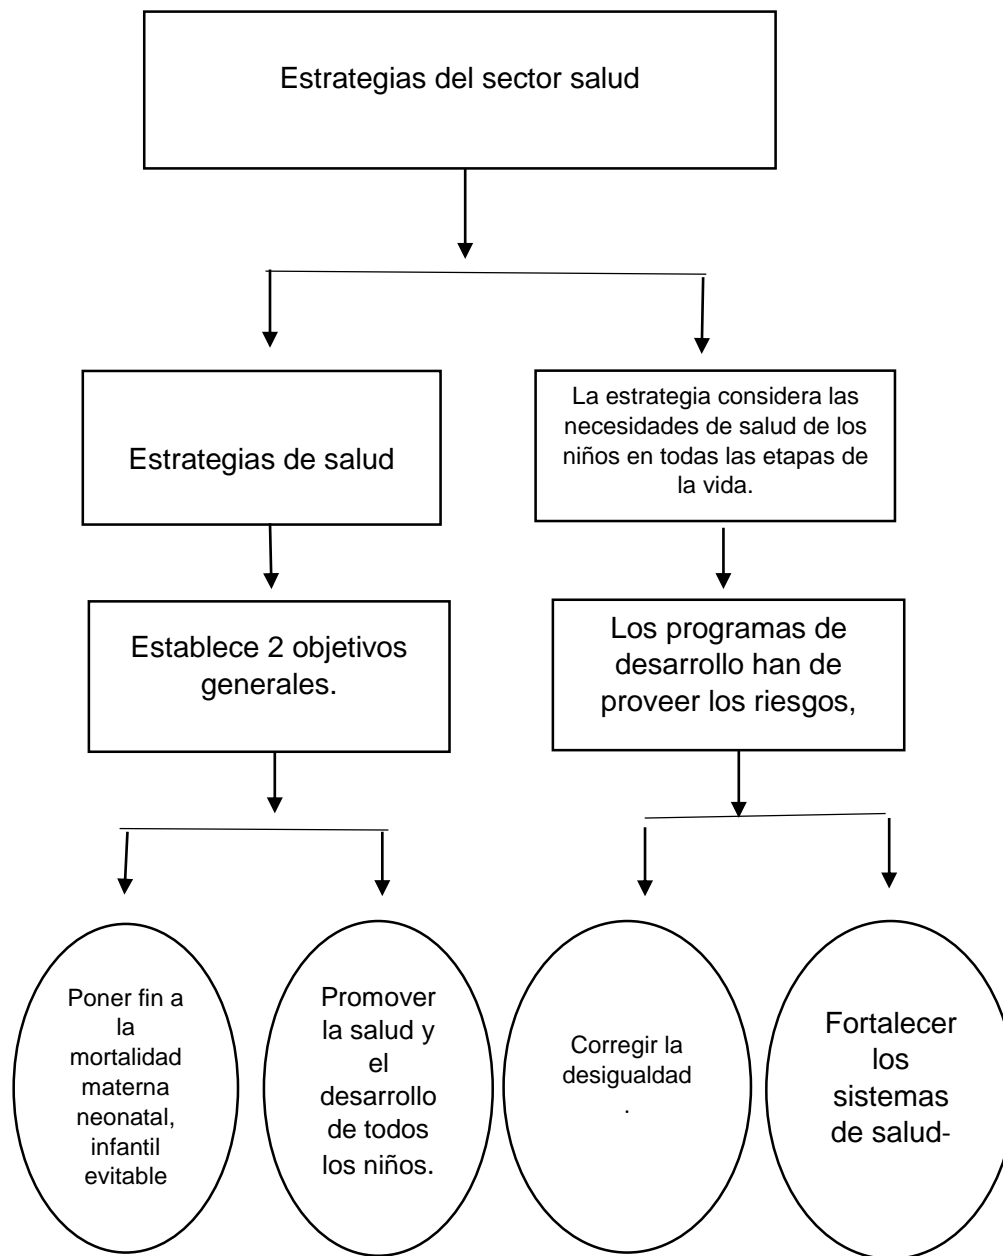 Estrategias del sector salud
Estrategias de salud
La estrategia considera las
necesidades de salud de los
niños en todas las etapas de
la vida.
Establece 2 objetivos
generales.
Los programas de
desarrollo han de
proveer los riesgos,
Poner fin a
la
mortalidad
materna
neonatal,
infantil
evitable
Promover
la salud y
el
desarrollo
de todos
los niños.
Corregir la
desigualdad
.
Fortalecer
los
sistemas
de salud-